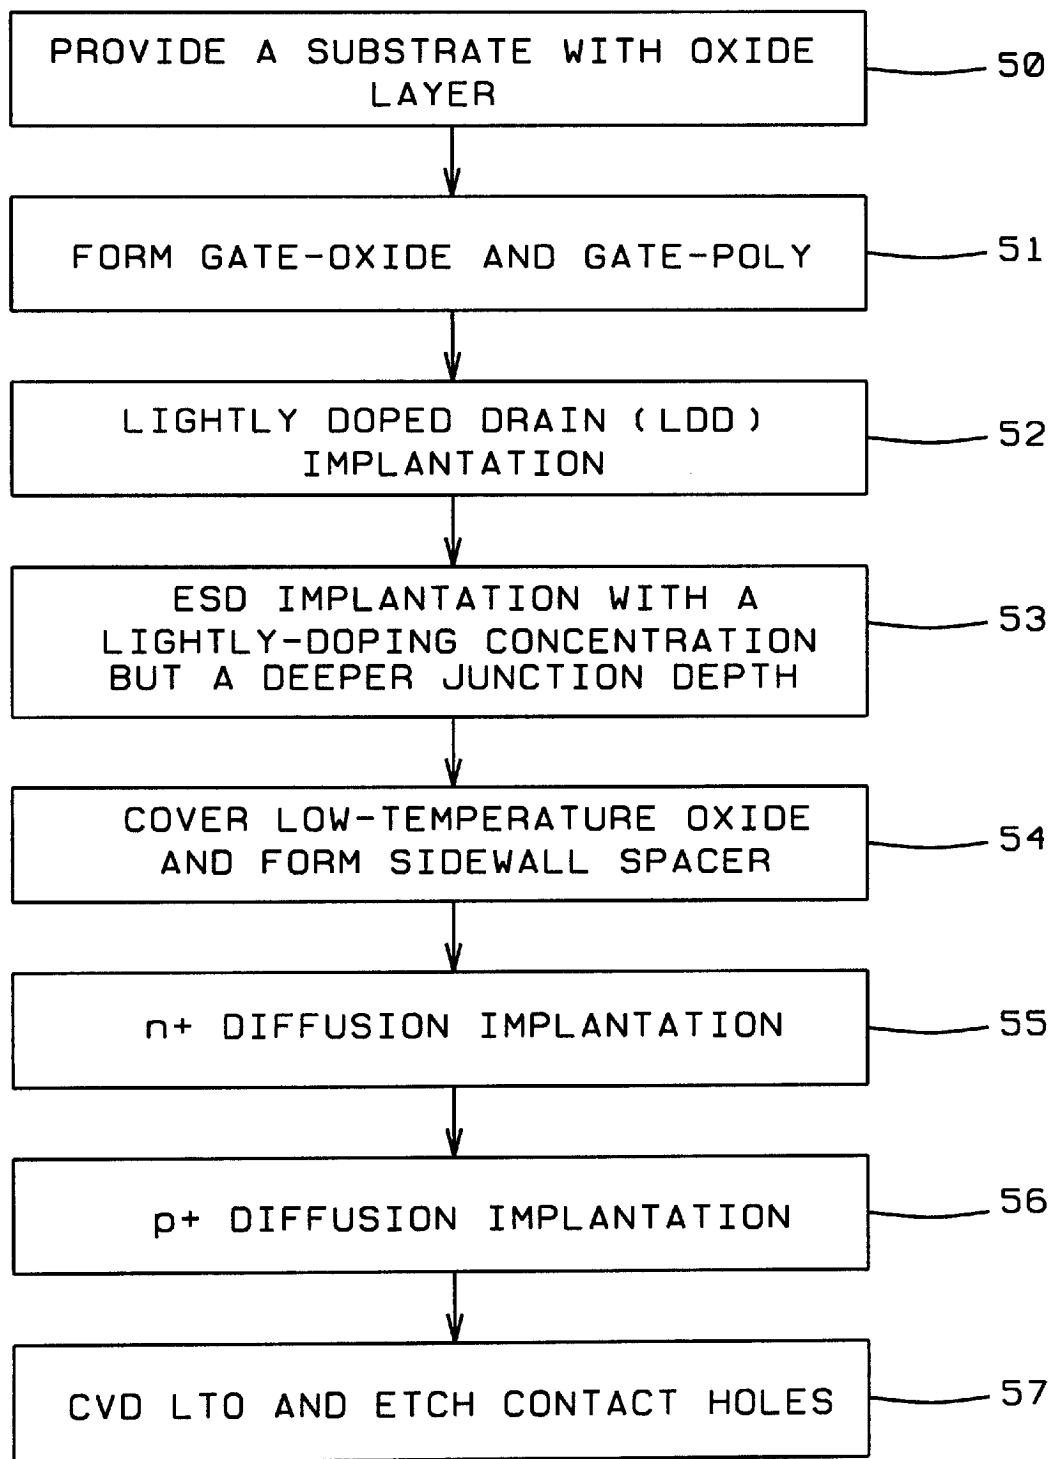 PROVIDE A SUBSTRATE WITH OXIDE
LAYER
50
FORM GATE-OXIDE AND GATE-POLY
51
LIGHTLY DOPED DRAIN (LDD)
IMPLANTATION
52
ESD IMPLANTATION WITH A
LIGHTLY-DOPING CONCENTRATION
BUT A DEEPER JUNCTION DEPTH
53
COVER LOW-TEMPERATURE OXIDE
AND FORM SIDEWALL SPACER
54
n+ DIFFUSION IMPLANTATION
55
p+ DIFFUSION IMPLANTATION
56
CVD LTO AND ETCH CONTACT HOLES
57